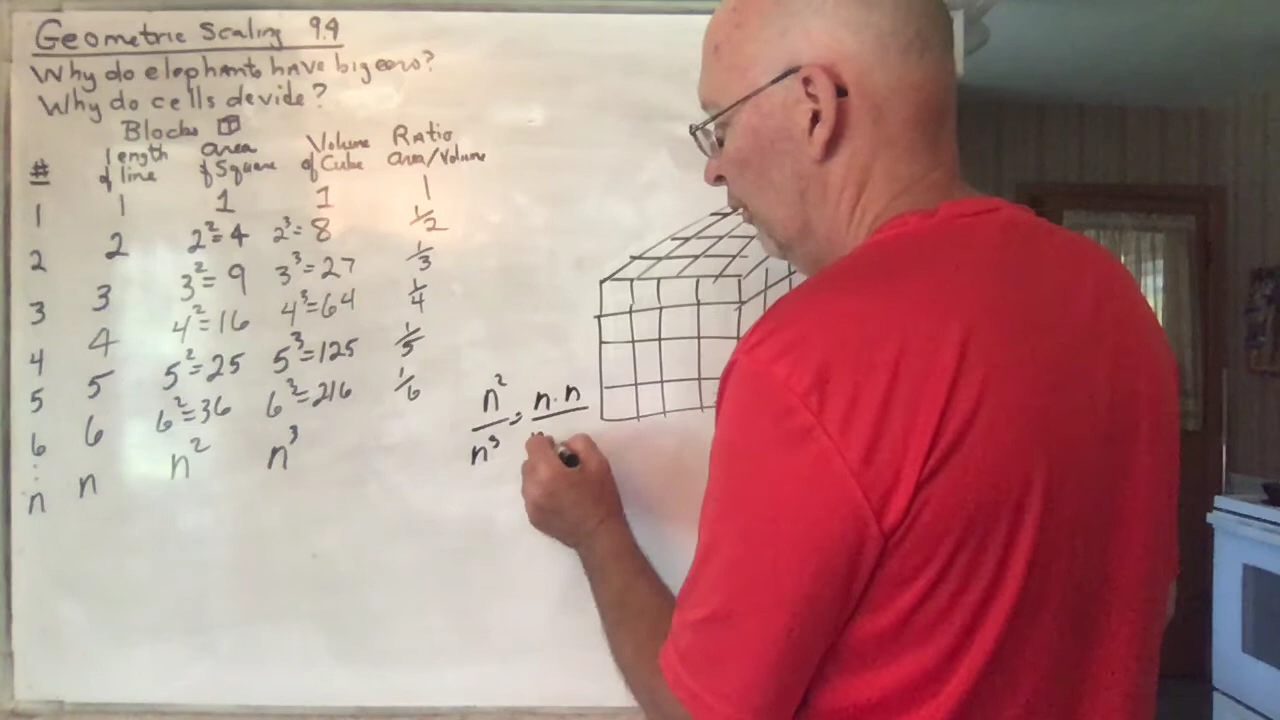 Geometric Scaling 9.4
Why do elephants have big ears?
Why do cells devide?
Blocks
# length of line area of Square Volume of Cube Ratio area/Volume
1 1 1 1 1
2 2 2²=4 2³=8 1/2
3 3 3²=9 3³=27 1/3
4 4 4²=16 4³=64 1/4
5 5 5²=25 5³=125 1/5
6 6 6²=36 6³=216 1/6
n n n² n³
n²/n³ = n·n